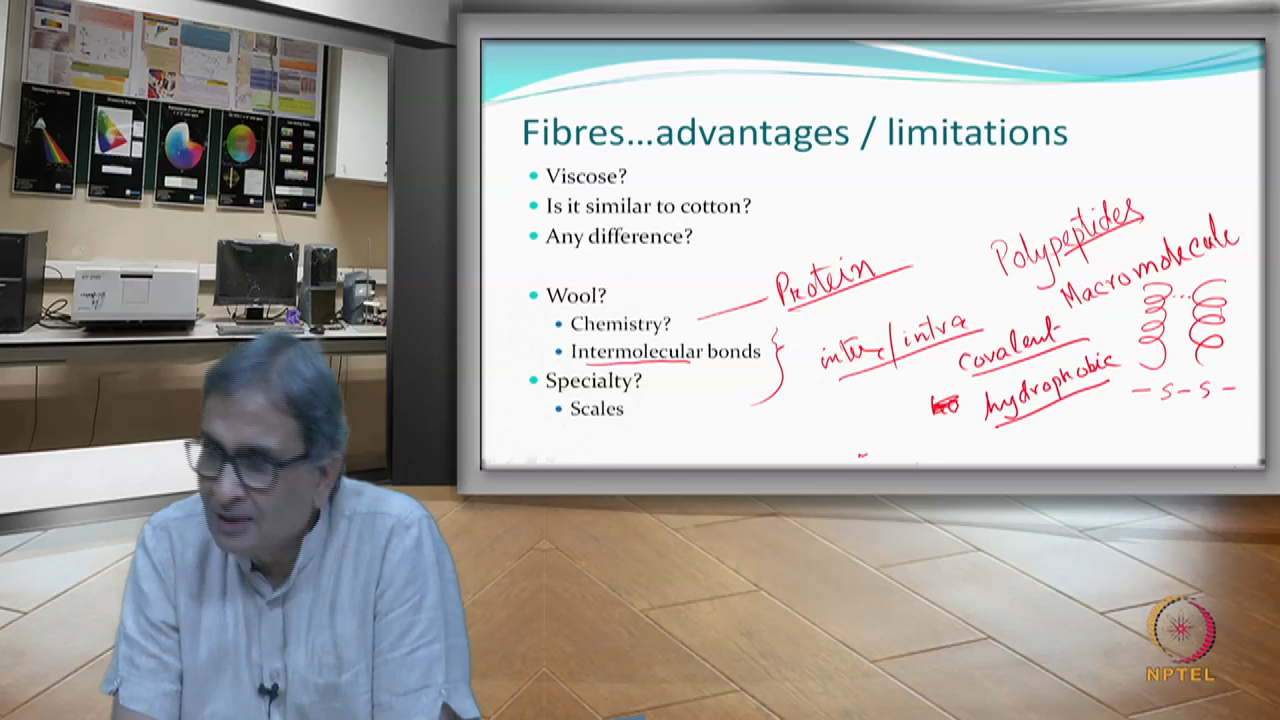 Fibres...advantages / limitations
Viscose?
Is it similar to cotton?
Any difference?
Wool?
Chemistry?
Intermolecular bonds
Specialty?
Scales
Protein
inter/intra
Polypeptides
Macromolecule
covalent
hydrophobic
- S - S -
NPTEL